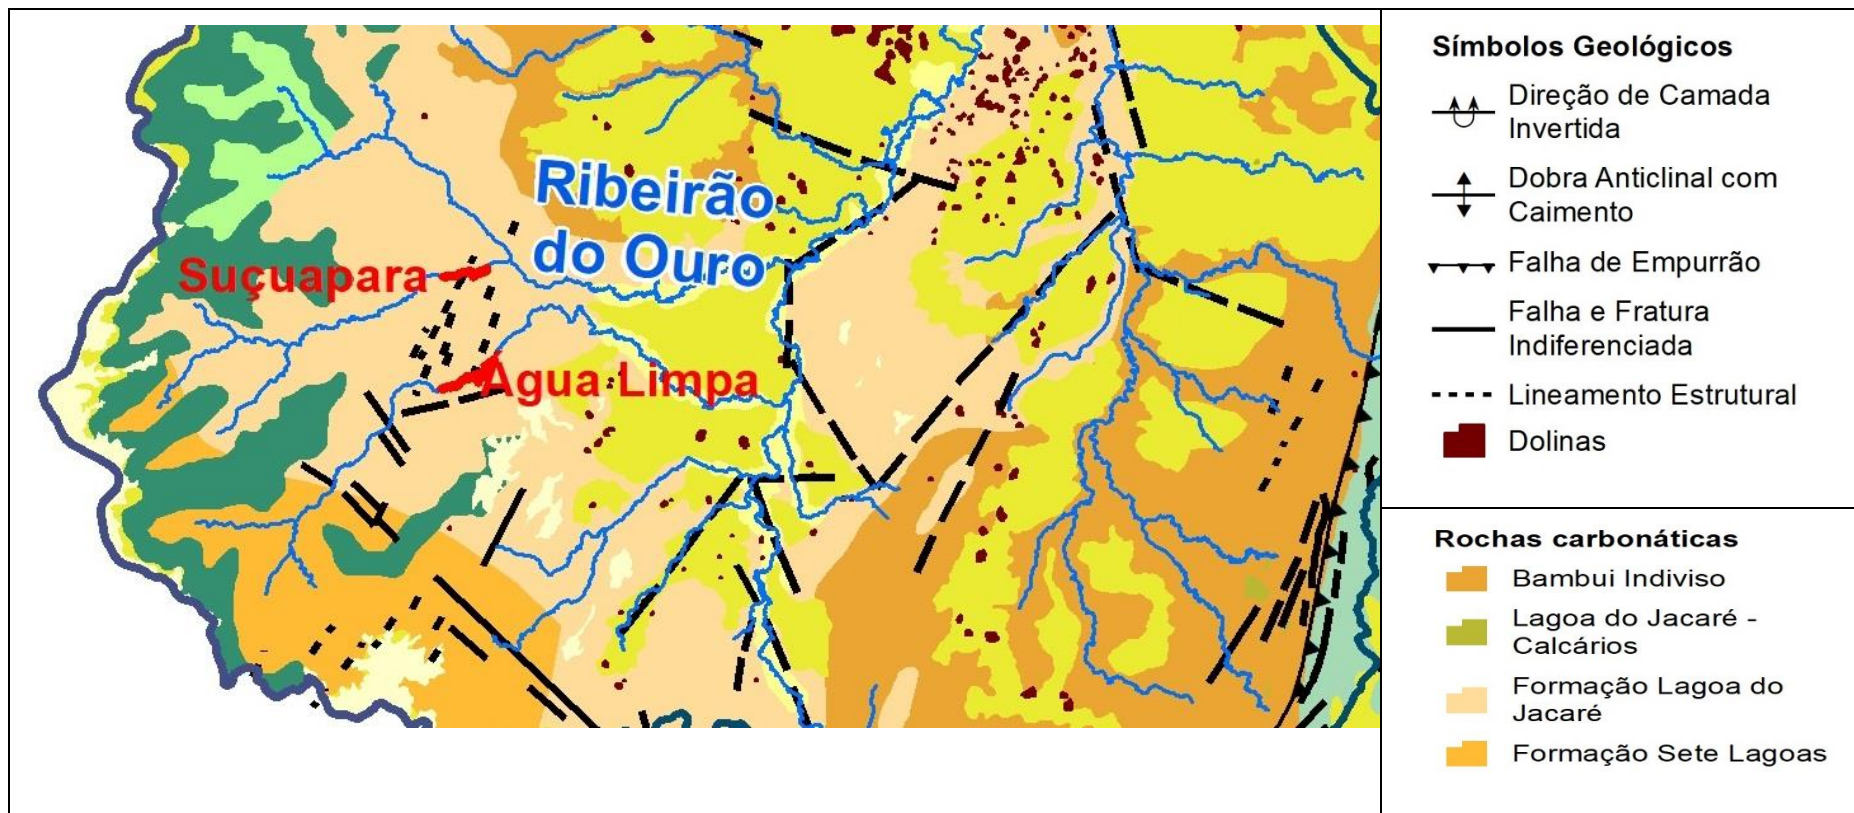 Ribeirão
do Ouro
Suçuapara
Água Limpa
Símbolos Geológicos
Direção de Camada
Invertida
Dobra Anticlinal com
Caimento
Falha de Empurrão
Falha e Fratura
Indiferenciada
Lineamento Estrutural
Dolinas
Rochas carbonáticas
Bambui Indiviso
Lagoa do Jacaré -
Calcários
Formação Lagoa do
Jacaré
Formação Sete Lagoas